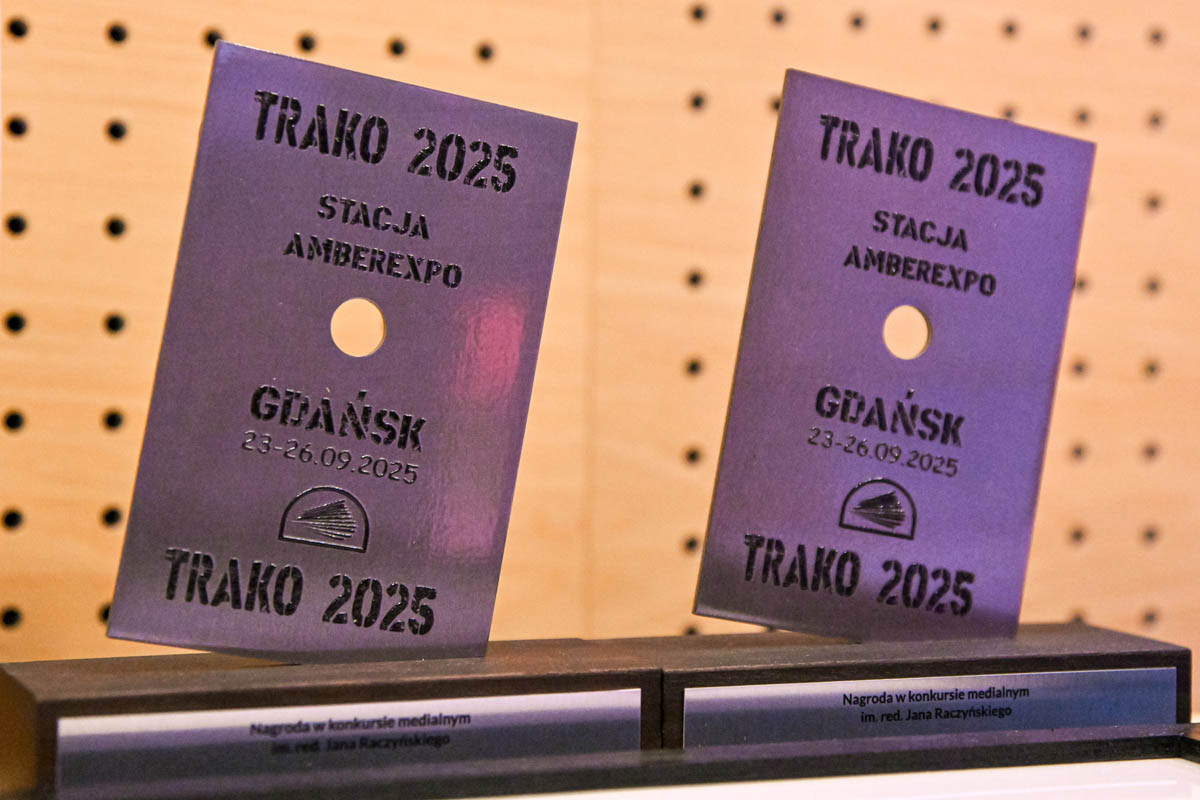 TRAKO 2025
STACJA
AMBEREXPO
GDAŃSK
23-26.09.2025
TRAKO 2025
Nagroda w konkursie medialnym
im. red. Jana Raczyńskiego
TRAKO 2025
STACJA
AMBEREXPO
GDAŃSK
23-26.09.2025
TRAKO 2025
Nagroda w konkursie medialnym
im. red. Jana Raczyńskiego